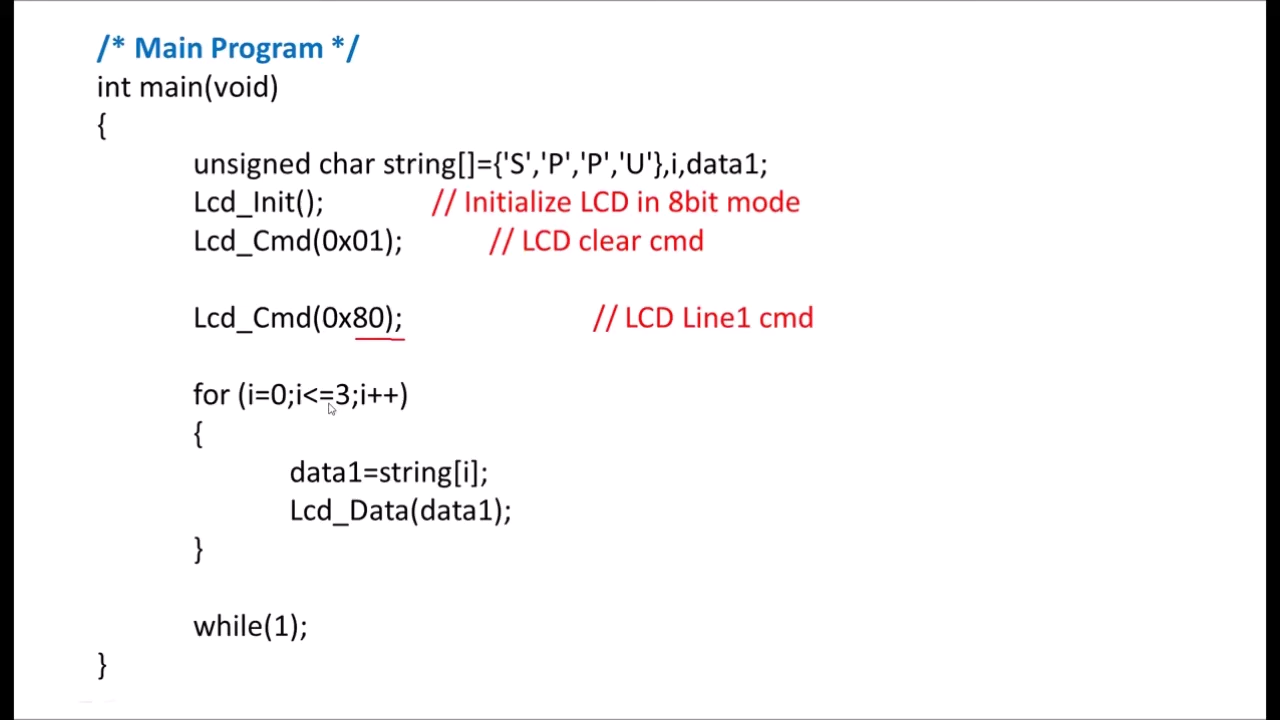 /* Main Program */
int main(void)
{
unsigned char string[]={'S','P','P','U'},i,data1;
Lcd_Init(); // Initialize LCD in 8bit mode
Lcd_Cmd(0x01); // LCD clear cmd
Lcd_Cmd(0x80); // LCD Line1 cmd
for (i=0;i<=3;i++)
{
data1=string[i];
Lcd_Data(data1);
}
while(1);
}